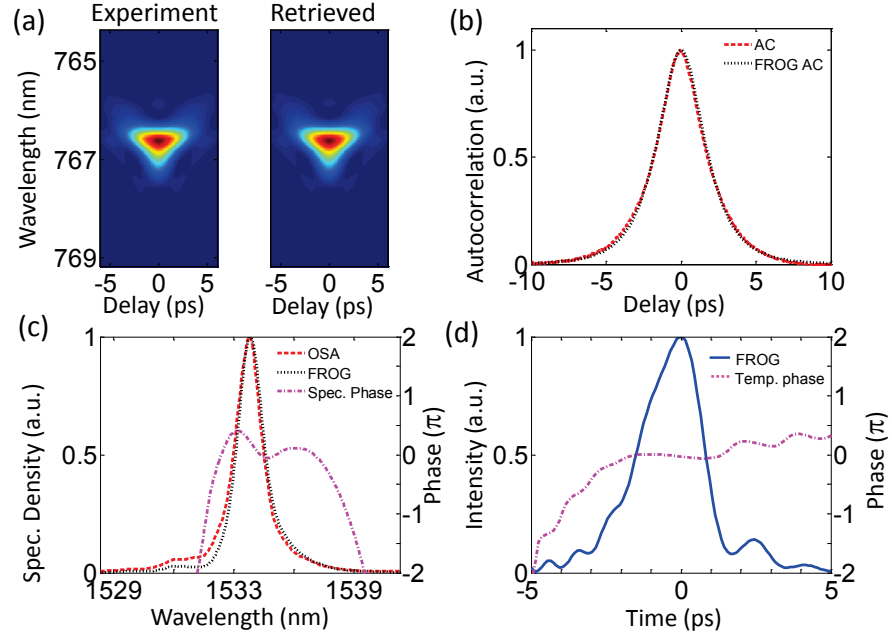 (a) Experiment Retrieved
Wavelength (nm)
765
767
769
-5 0 5 -5 0 5
Delay (ps) Delay (ps)
(b)
Autocorrelation (a.u.)
1
0.5
0
AC
FROG AC
-10 -5 0 5 10
Delay (ps)
(c)
Spec. Density (a.u.)
1
0.5
0
OSA
FROG
Spec. Phase
2
1
0
-1
-2
Phase (π)
1529 1533 1539
Wavelength (nm)
(d)
Intensity (a.u.)
1
0.5
0
FROG
Temp. phase
2
1
0
-1
-2
Phase (π)
-5 0 5
Time (ps)